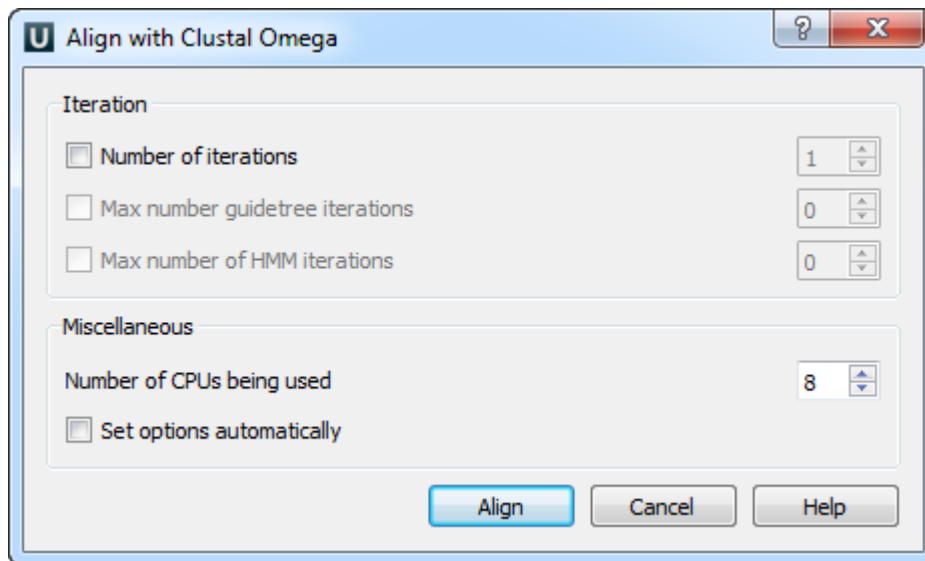 U Align with Clustal Omega ? X
Iteration
Number of iterations 1
Max number guidetree iterations 0
Max number of HMM iterations 0
Miscellaneous
Number of CPUs being used 8
Set options automatically
Align Cancel Help